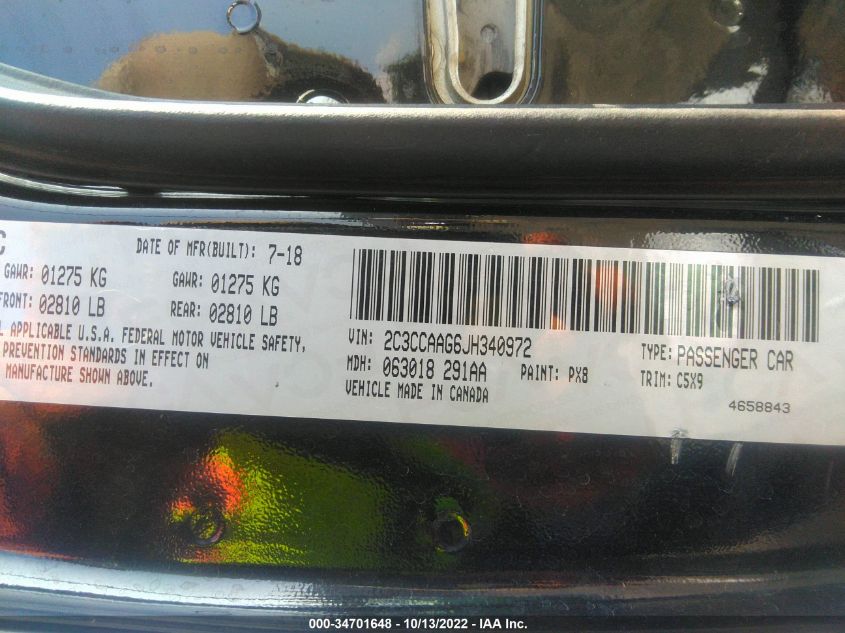 C
DATE OF MFR(BUILT): 7-18
GAWR: 01275 KG GAWR: 01275 KG
FRONT: 02810 LB REAR: 02810 LB
APPLICABLE U.S.A. FEDERAL MOTOR VEHICLE SAFETY,
PREVENTION STANDARDS IN EFFECT ON
MANUFACTURE SHOWN ABOVE.
VIN: 2C3CCAAG6JH340972 TYPE: PASSENGER CAR
MDH: 063018 291AA PAINT: PX8 TRIM: C5X9
VEHICLE MADE IN CANADA
4658843
000-34701648 - 10/13/2022 - IAA Inc.